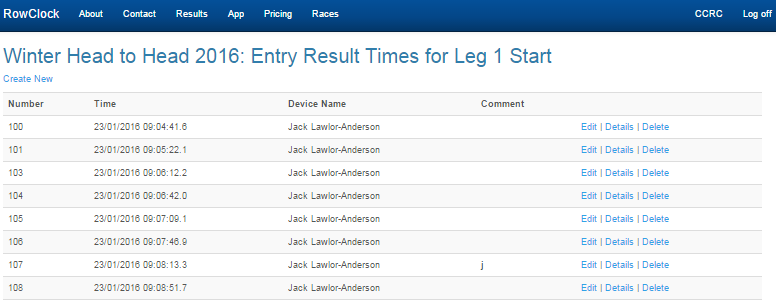 RowClock About Contact Results App Pricing Races CCRC Log off
Winter Head to Head 2016: Entry Result Times for Leg 1 Start
Create New
Number Time Device Name Comment
100 23/01/2016 09:04:41.6 Jack Lawlor-Anderson Edit | Details | Delete
101 23/01/2016 09:05:22.1 Jack Lawlor-Anderson Edit | Details | Delete
103 23/01/2016 09:06:12.2 Jack Lawlor-Anderson Edit | Details | Delete
104 23/01/2016 09:06:42.0 Jack Lawlor-Anderson Edit | Details | Delete
105 23/01/2016 09:07:09.1 Jack Lawlor-Anderson Edit | Details | Delete
106 23/01/2016 09:07:46.9 Jack Lawlor-Anderson Edit | Details | Delete
107 23/01/2016 09:08:13.3 Jack Lawlor-Anderson j Edit | Details | Delete
108 23/01/2016 09:08:51.7 Jack Lawlor-Anderson Edit | Details | Delete